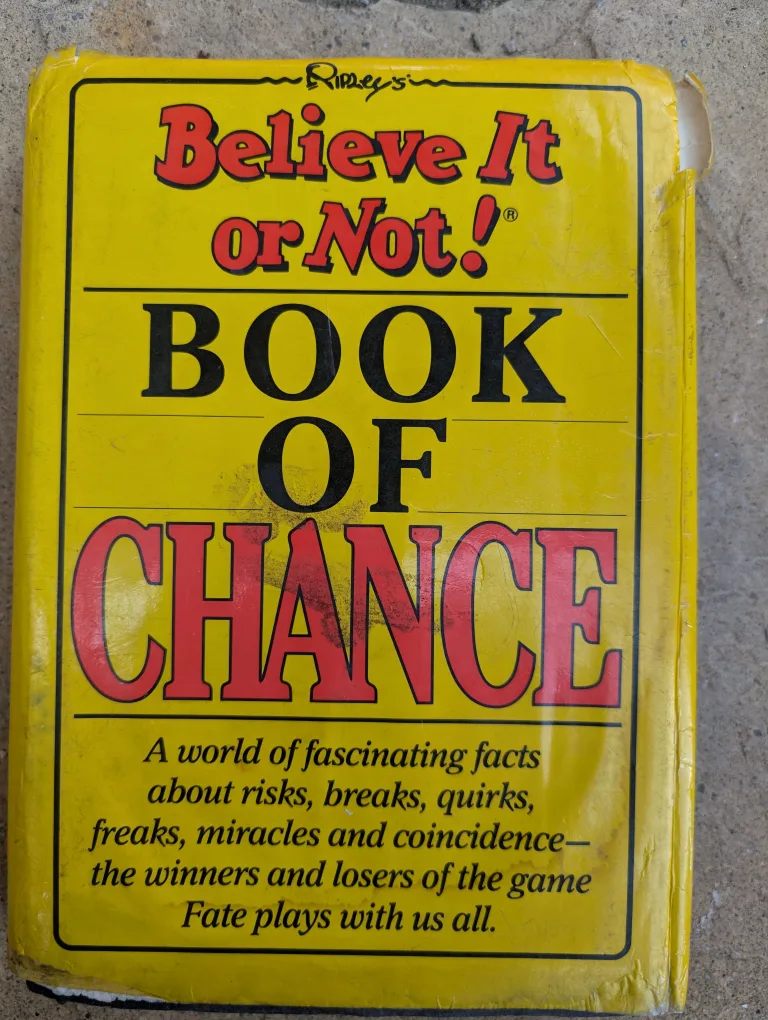 Ripley's
Believe It
or Not!®
BOOK
OF
CHANCE
A world of fascinating facts
about risks, breaks, quirks,
freaks, miracles and coincidence—
the winners and losers of the game
Fate plays with us all.